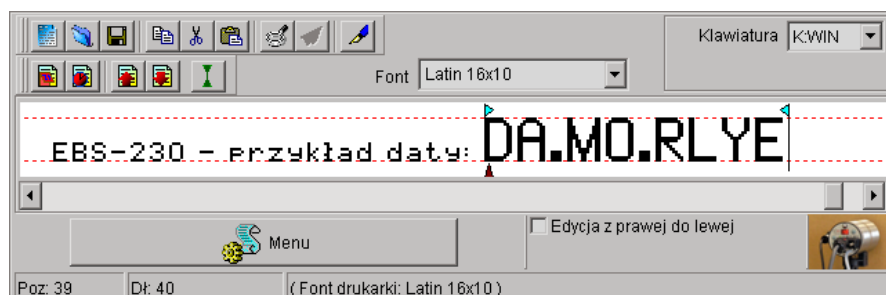 Klawiatura K:WIN
Font Latin 16x10
EBS-230 - przykład daty: DA.MO.RLYE
Menu
Edycja z prawej do lewej
Poz: 39 Dł: 40 ( Font drukarki: Latin 16x10 )